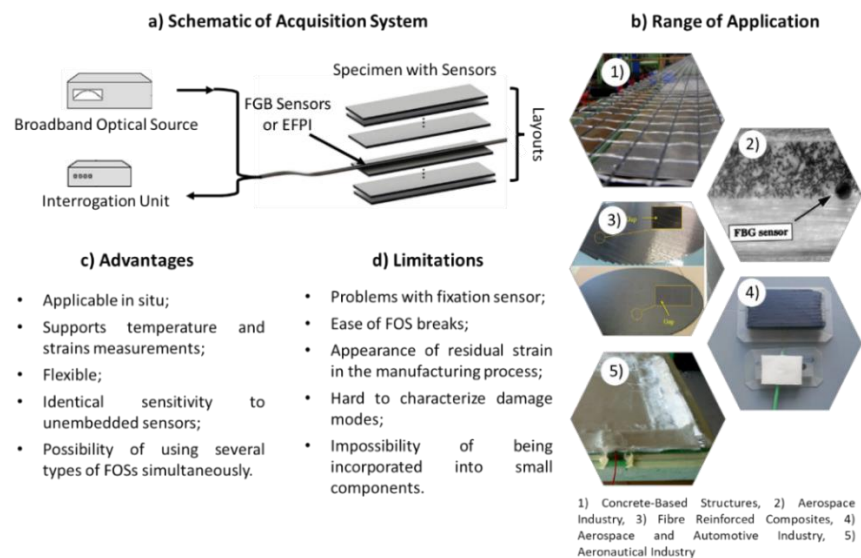 a) Schematic of Acquisition System
Specimen with Sensors
FGB Sensors
or EFPI
Broadband Optical Source
Interrogation Unit
Layouts
b) Range of Application
1)
2)
FBG sensor
3)
Gap
Gap
4)
5)
c) Advantages
• Applicable in situ;
• Supports temperature and
strains measurements;
• Flexible;
• Identical sensitivity to
unembedded sensors;
• Possibility of using several
types of FOSs simultaneously.
d) Limitations
• Problems with fixation sensor;
• Ease of FOS breaks;
• Appearance of residual strain
in the manufacturing process;
• Hard to characterize damage
modes;
• Impossibility of being
incorporated into small
components.
1) Concrete-Based Structures, 2) Aerospace
Industry, 3) Fibre Reinforced Composites, 4)
Aerospace and Automotive Industry, 5)
Aeronautical Industry